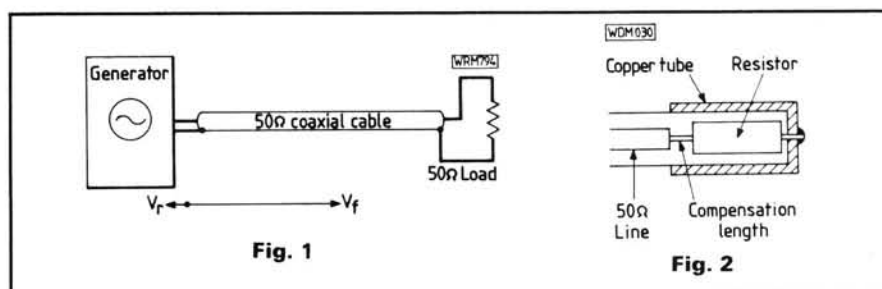 Generator
WRM794
50Ω coaxial cable
50Ω Load
Vr
Vf
Fig. 1
WDM030
Copper tube
Resistor
50Ω
Line
Compensation
length
Fig. 2